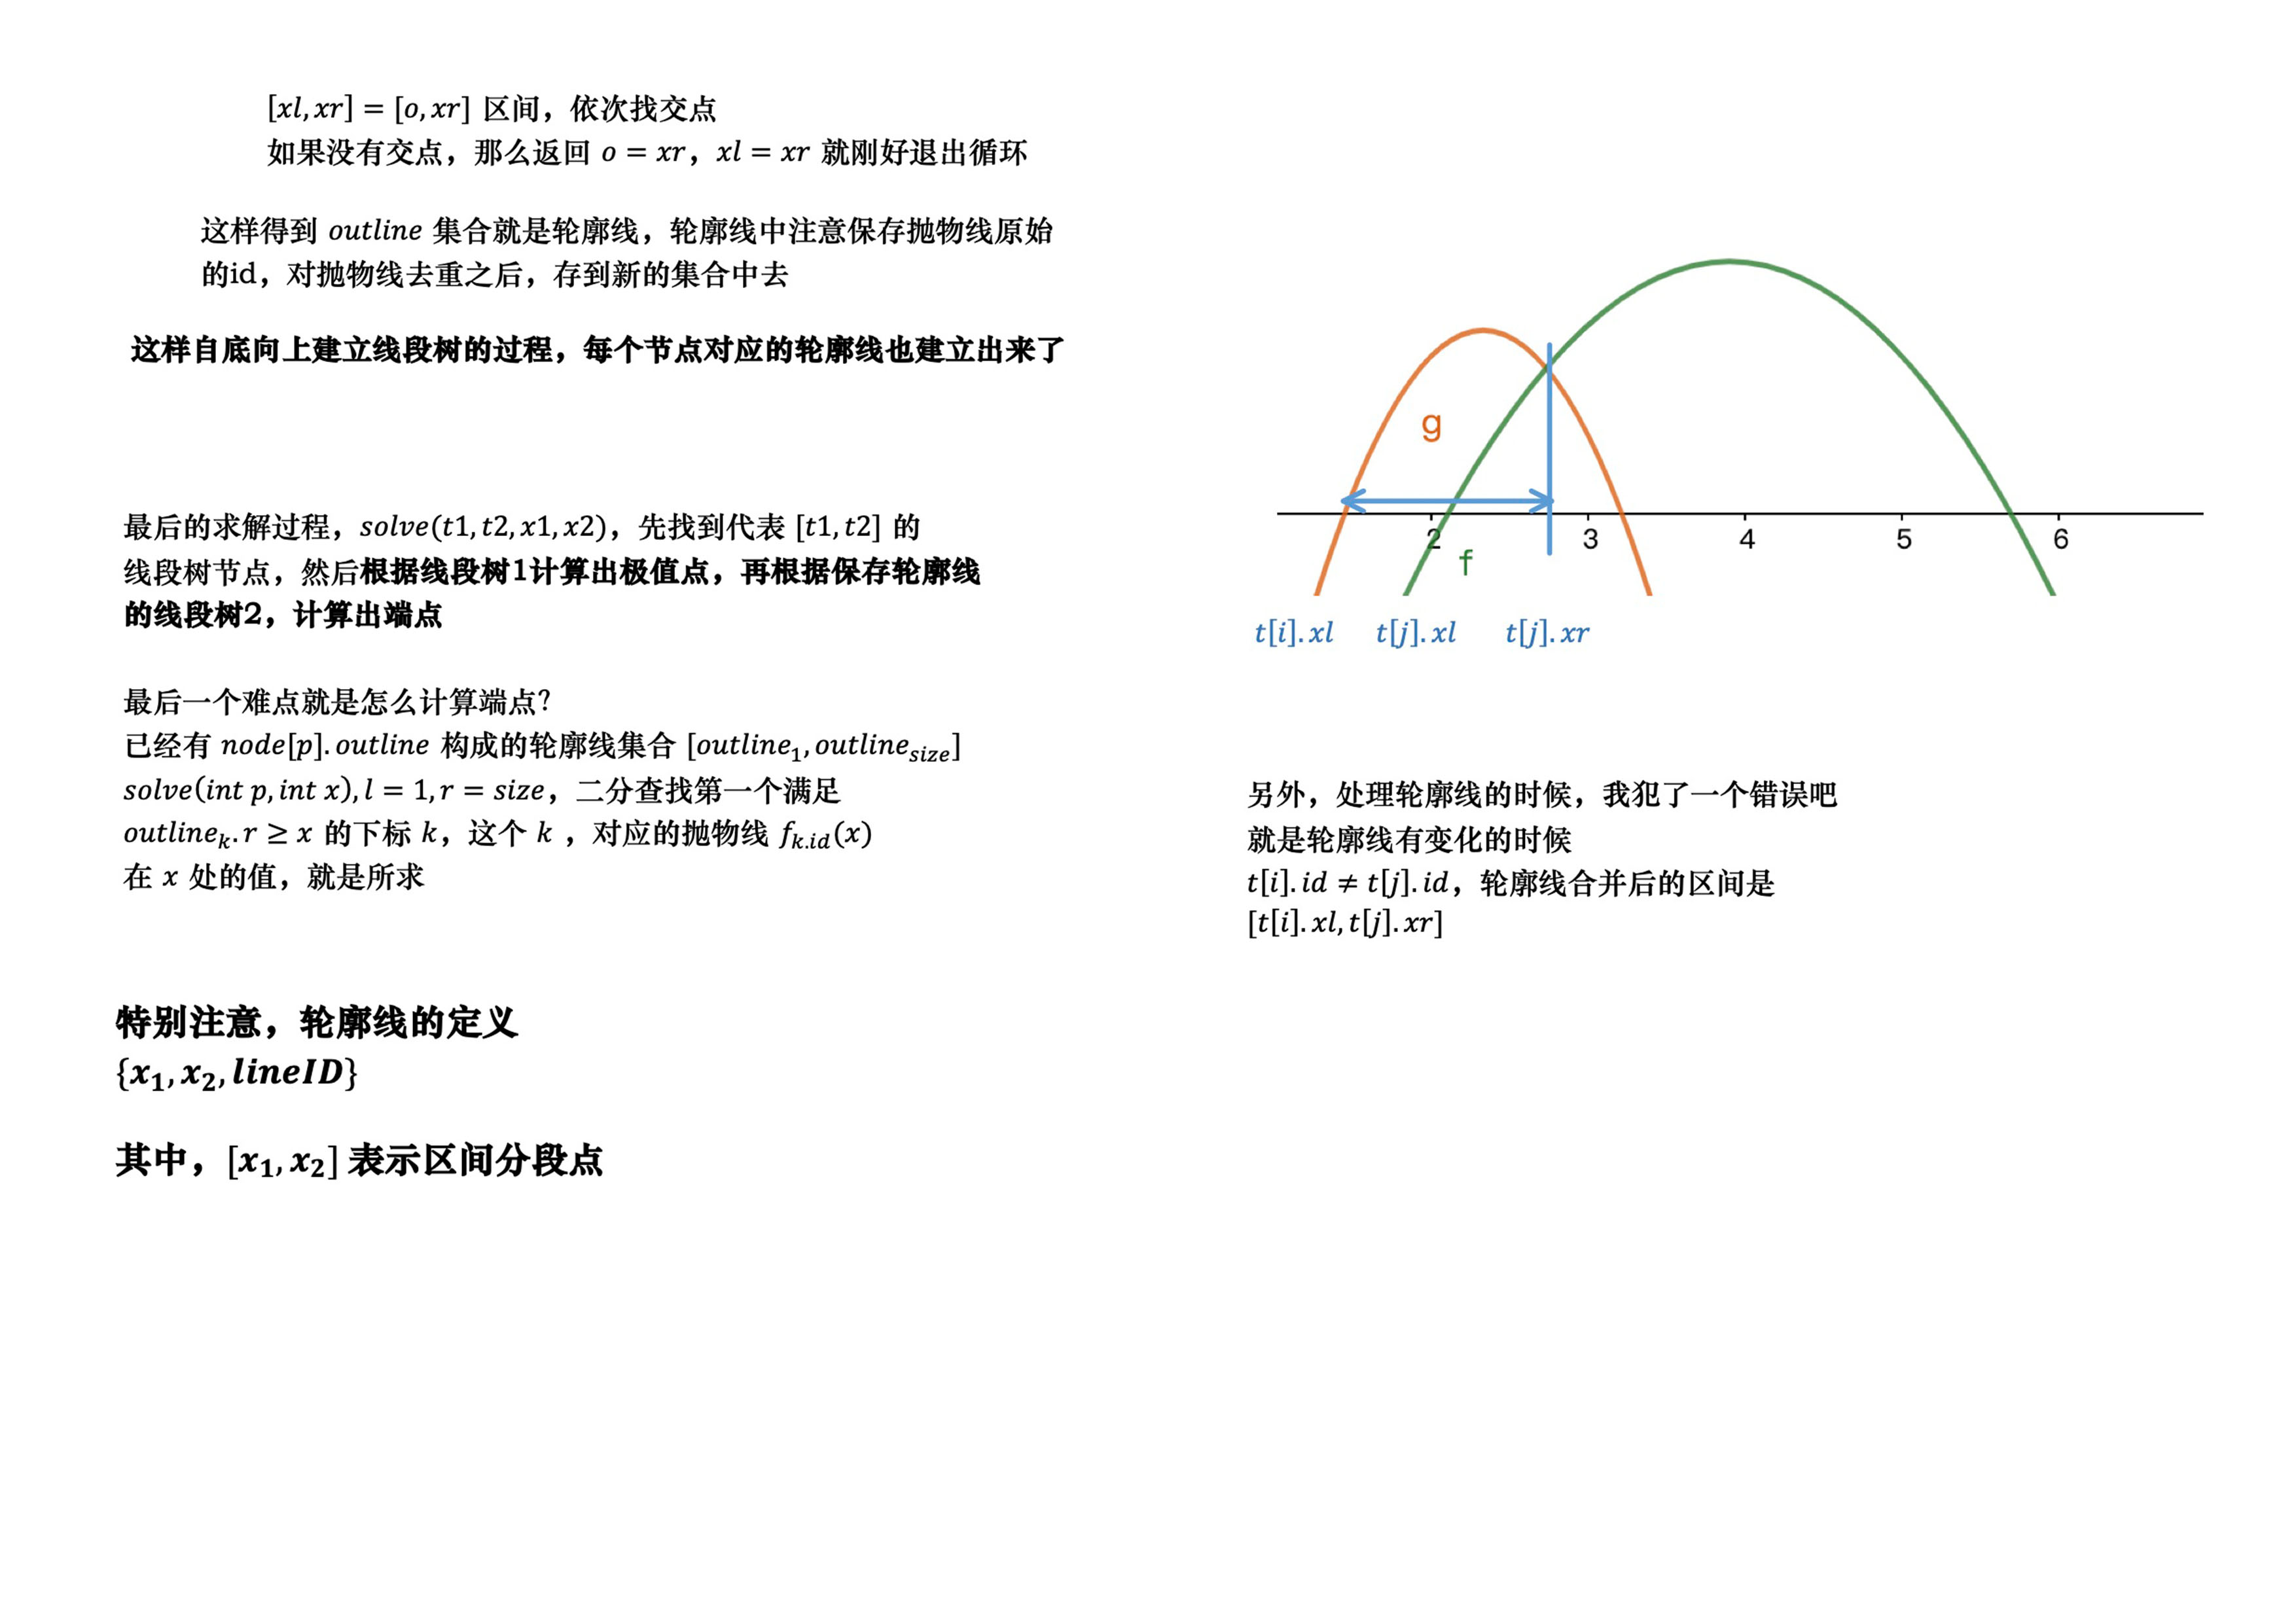 [xl, xr] = [o, xr] 区间，依次找交点
如果没有交点，那么返回 o = xr，xl = xr 就刚好退出循环
这样得到 outline 集合就是轮廓线，轮廓线中注意保存抛物线原始
的id，对抛物线去重之后，存到新的集合中去
这样自底向上建立线段树的过程，每个节点对应的轮廓线也建立出来了
最后的求解过程，solve(t1, t2, x1, x2)，先找到代表 [t1, t2] 的
线段树节点，然后根据线段树1计算出极值点，再根据保存轮廓线
的线段树2，计算出端点
最后一个难点就是怎么计算端点？
已经有 node[p].outline 构成的轮廓线集合 [outline₁, outline_size]
solve(int p, int x), l = 1, r = size，二分查找第一个满足
outline_k.r ≥ x 的下标 k，这个 k ，对应的抛物线 f_{k.id}(x)
在 x 处的值，就是所求
特别注意，轮廓线的定义
{x₁, x₂, lineID}
其中，[x₁, x₂] 表示区间分段点
g
2 3 4 5 6
f
t[i].xl t[j].xl t[j].xr
另外，处理轮廓线的时候，我犯了一个错误吧
就是轮廓线有变化的时候
t[i].id ≠ t[j].id，轮廓线合并后的区间是
[t[i].xl, t[j].xr]